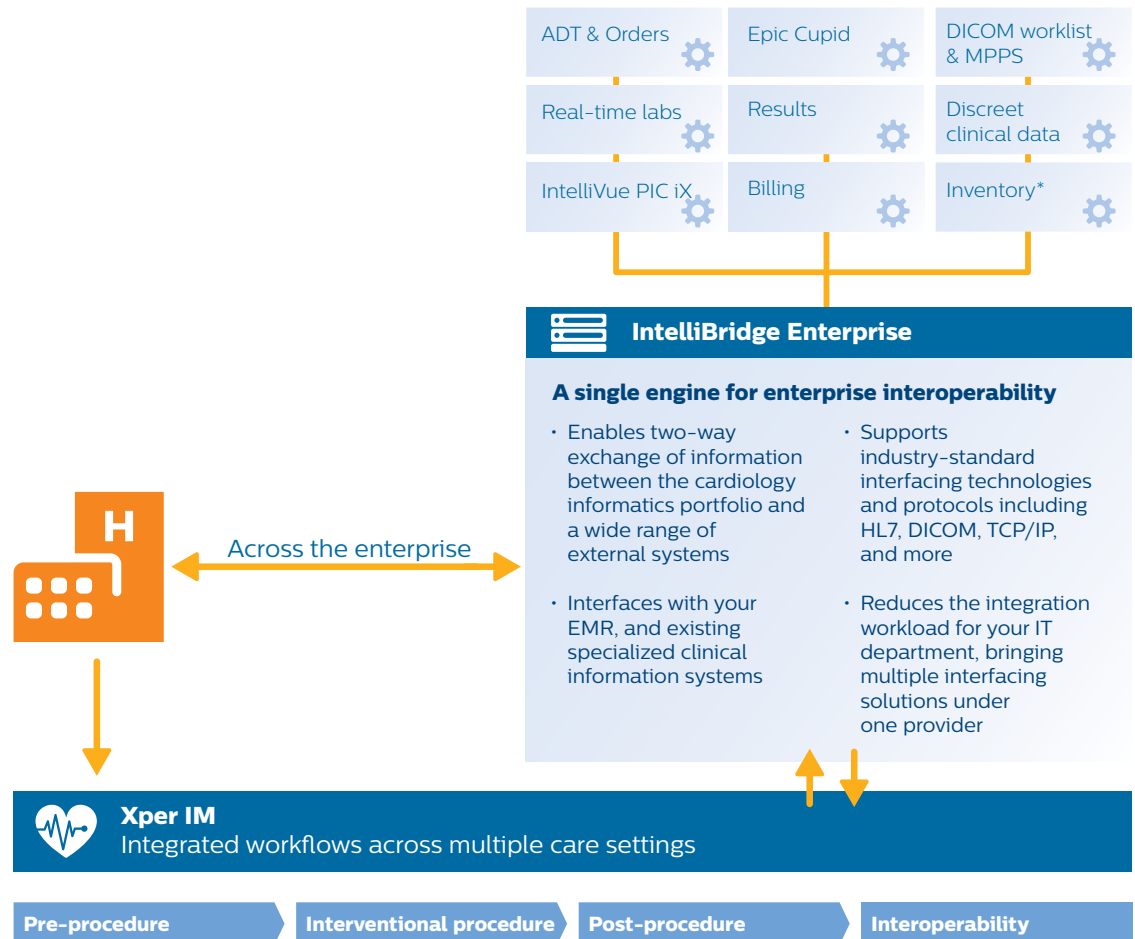 ADT & Orders
Epic Cupid
DICOM worklist
& MPPS
Real-time labs
Results
Discreet
clinical data
IntelliVue PIC iX
Billing
Inventory*
IntelliBridge Enterprise
A single engine for enterprise interoperability
• Enables two-way
exchange of information
between the cardiology
informatics portfolio and
a wide range of
external systems
• Interfaces with your
EMR, and existing
specialized clinical
information systems
• Supports
industry-standard
interfacing technologies
and protocols including
HL7, DICOM, TCP/IP,
and more
• Reduces the integration
workload for your IT
department, bringing
multiple interfacing
solutions under
one provider
H
Across the enterprise
Xper IM
Integrated workflows across multiple care settings
Pre-procedure
Interventional procedure
Post-procedure
Interoperability